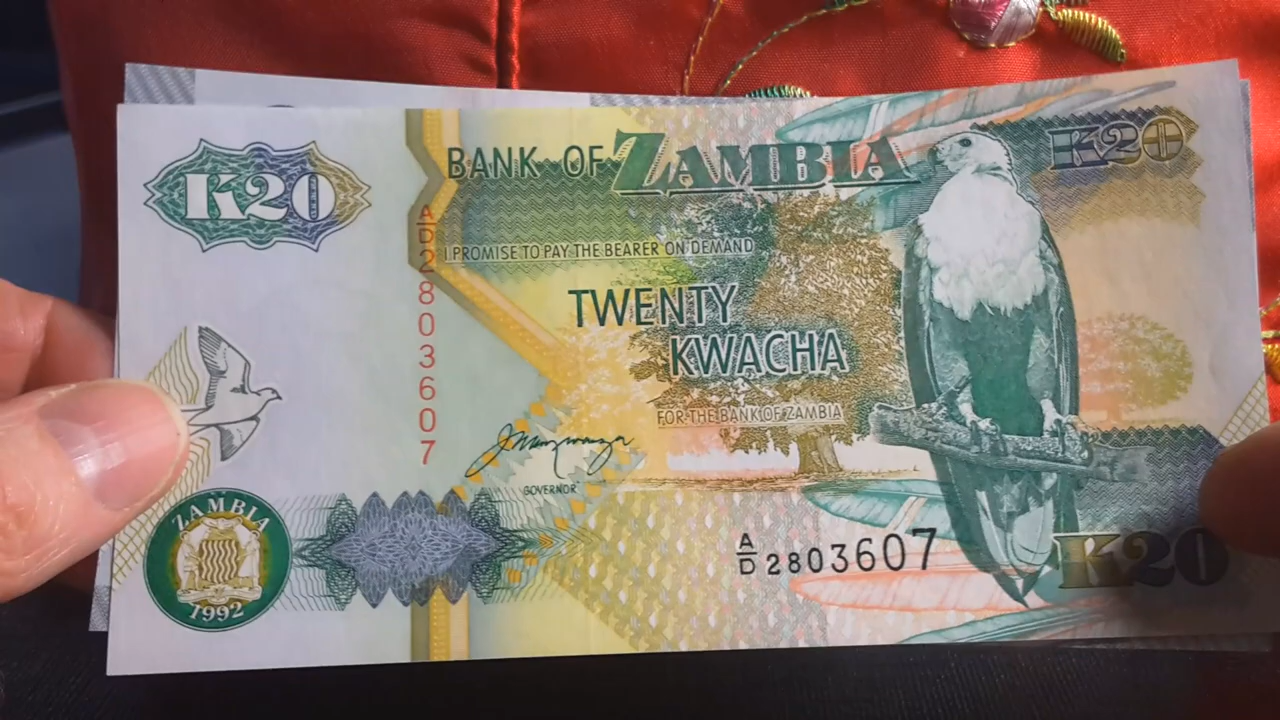 K20
BANK OF ZAMBIA
K20
A/D 2803607
I PROMISE TO PAY THE BEARER ON DEMAND
TWENTY
KWACHA
FOR THE BANK OF ZAMBIA
GOVERNOR
ZAMBIA
1992
A/D 2803607
K20